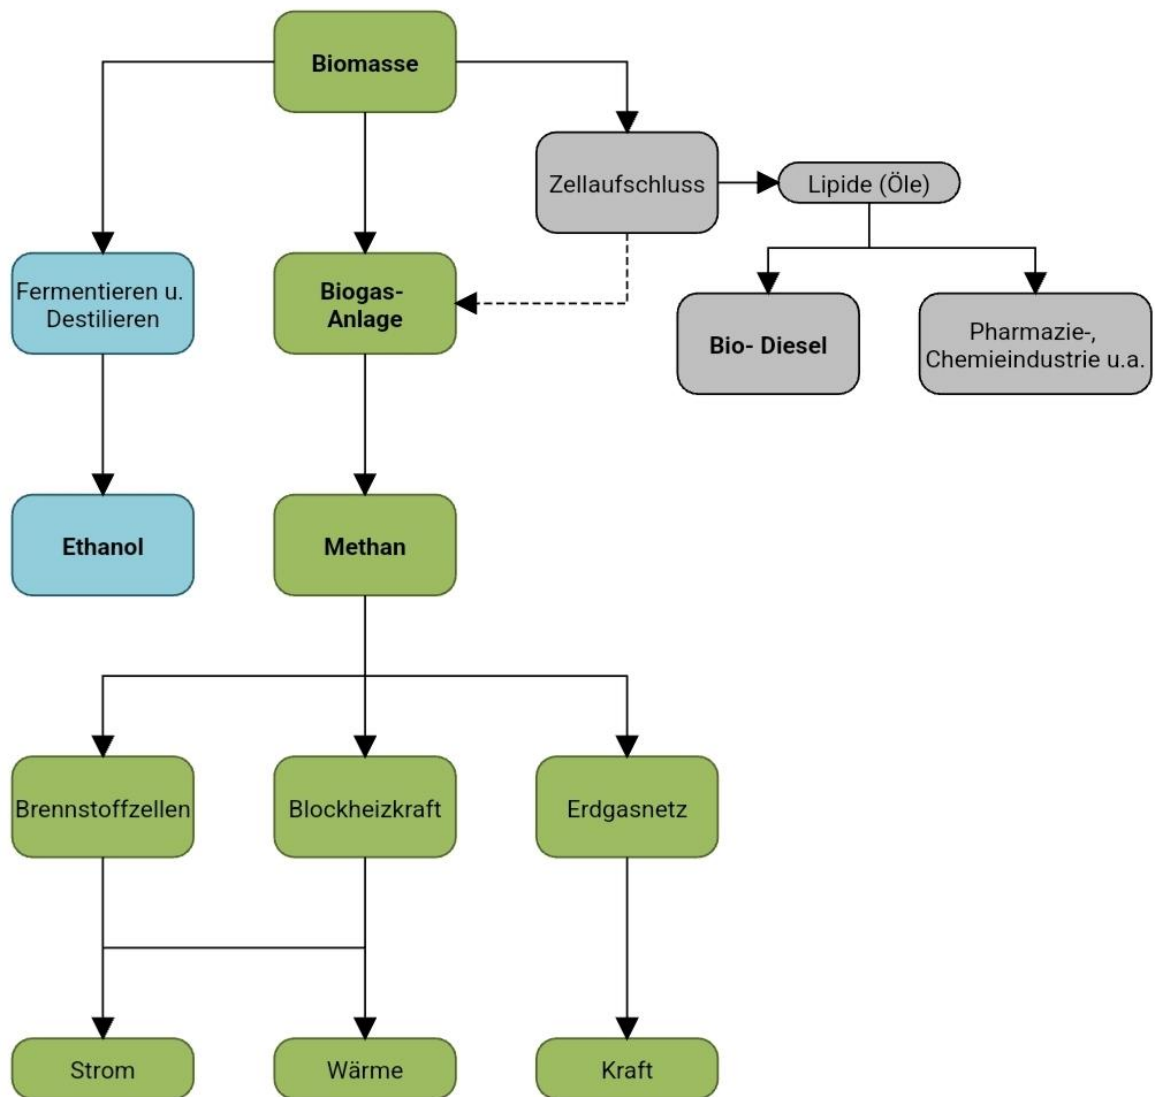 Biomasse
Zellaufschluss
Lipide (Öle)
Fermentieren u.
Destilieren
Biogas-
Anlage
Bio- Diesel
Pharmazie-,
Chemieindustrie u.a.
Ethanol
Methan
Brennstoffzellen
Blockheizkraft
Erdgasnetz
Strom
Wärme
Kraft